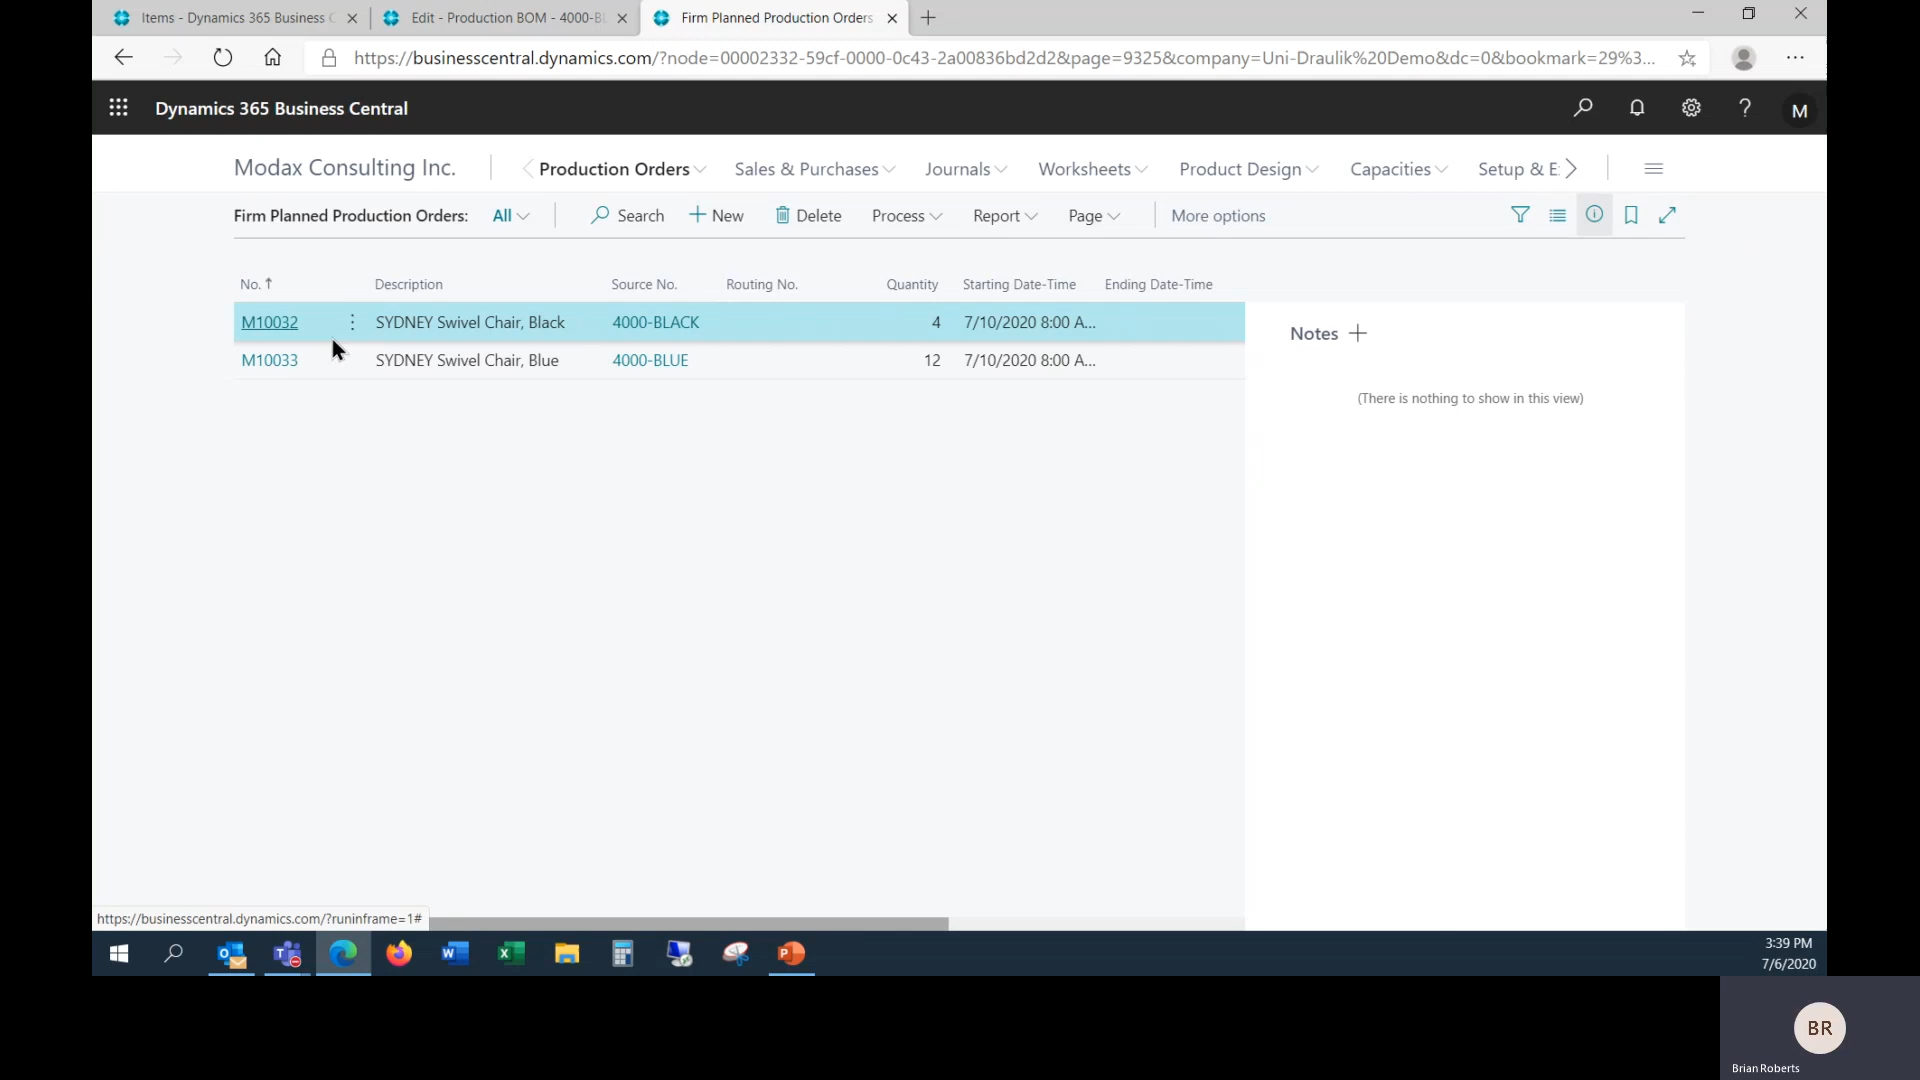 Items - Dynamics 365 Business C
Edit - Production BOM - 4000-BL
Firm Planned Production Orders
https://businesscentral.dynamics.com/?node=00002332-59cf-0000-0c43-2a00836bd2d2&page=9325&company=Uni-Draulik%20Demo&dc=0&bookmark=29%3...
Dynamics 365 Business Central
M
Modax Consulting Inc.
Production Orders
Sales & Purchases
Journals
Worksheets
Product Design
Capacities
Setup & E:
Firm Planned Production Orders:
All
Search
New
Delete
Process
Report
Page
More options
No. ↑ Description Source No. Routing No. Quantity Starting Date-Time Ending Date-Time
M10032 SYDNEY Swivel Chair, Black 4000-BLACK 4 7/10/2020 8:00 A...
M10033 SYDNEY Swivel Chair, Blue 4000-BLUE 12 7/10/2020 8:00 A...
Notes
(There is nothing to show in this view)
https://businesscentral.dynamics.com/?runinframe=1#
3:39 PM
7/6/2020
BR
Brian Roberts